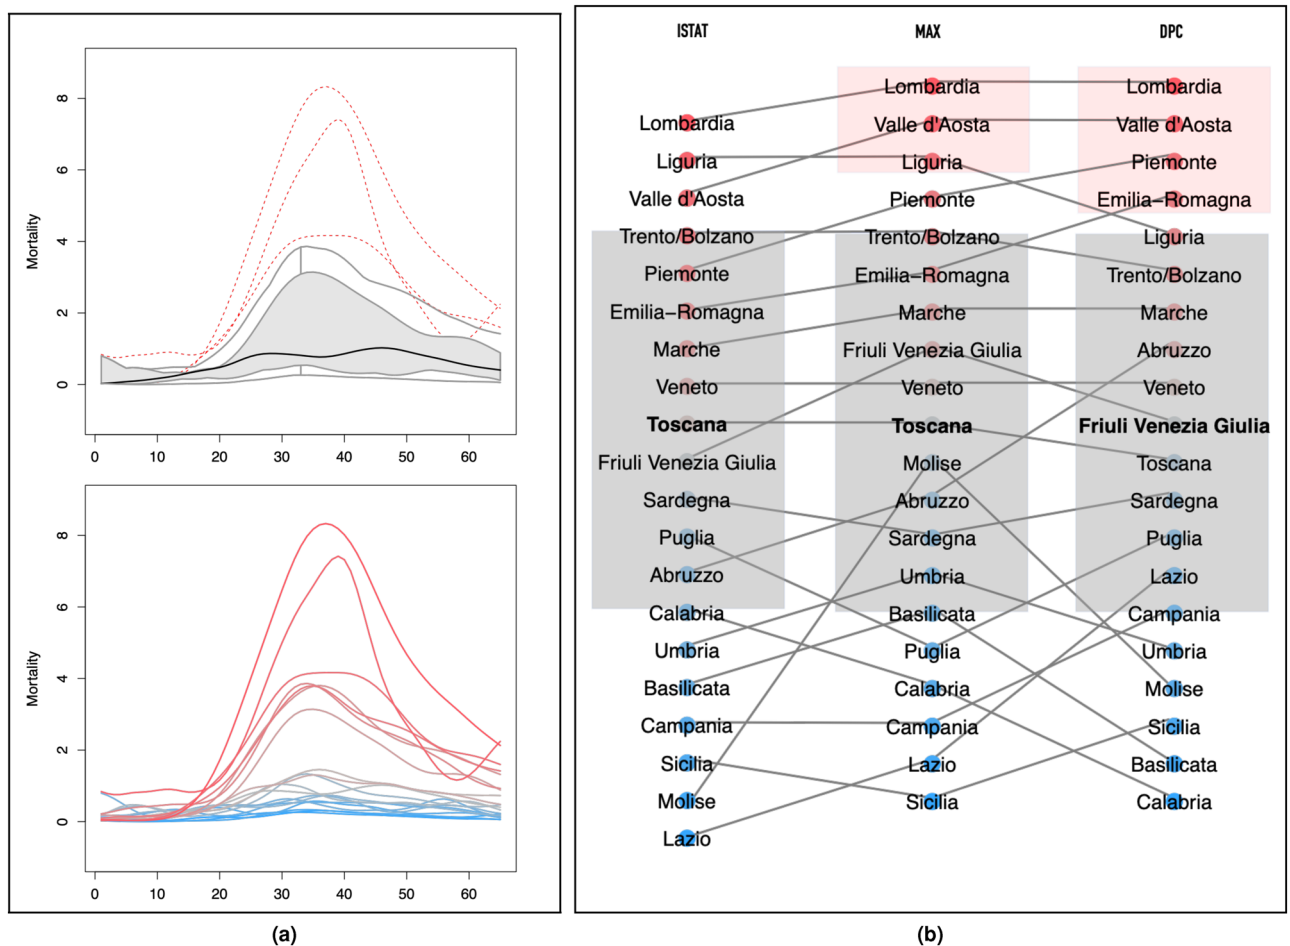 Mortality
8
6
4
2
0
0 10 20 30 40 50 60
Mortality
8
6
4
2
0
0 10 20 30 40 50 60
(a)
ISTAT MAX DPC
Lombardia Lombardia
Lombardia Valle d'Aosta Valle d'Aosta
Liguria Liguria Piemonte
Valle d'Aosta Piemonte Emilia−Romagna
Trento/Bolzano Trento/Bolzano Liguria
Piemonte Emilia−Romagna Trento/Bolzano
Emilia−Romagna Marche Marche
Marche Friuli Venezia Giulia Abruzzo
Veneto Veneto Veneto
Toscana Toscana Friuli Venezia Giulia
Friuli Venezia Giulia Molise Toscana
Sardegna Abruzzo Sardegna
Puglia Sardegna Puglia
Abruzzo Umbria Lazio
Calabria Basilicata Campania
Umbria Puglia Umbria
Basilicata Calabria Molise
Campania Campania Sicilia
Sicilia Lazio Basilicata
Molise Sicilia Calabria
Lazio
(b)